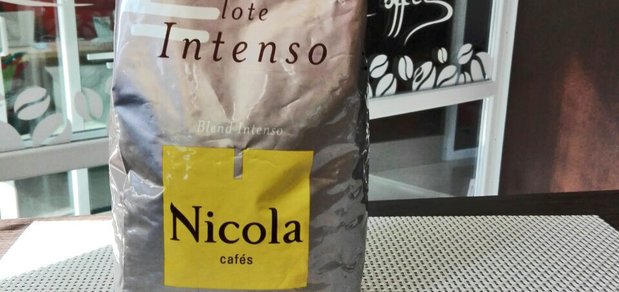 lote
Intenso
Blend Intenso
Nicola
cafés